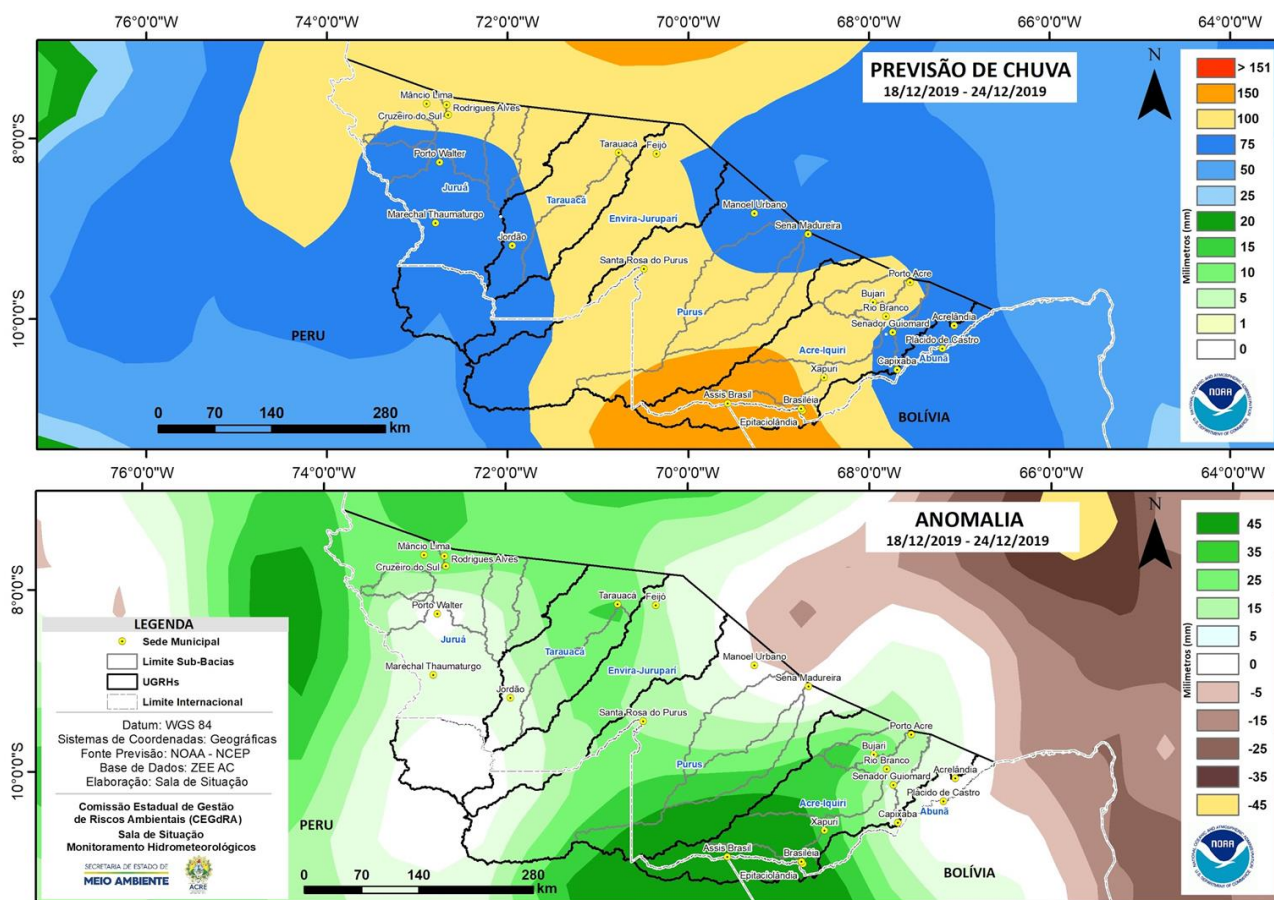 76°0'0"W
74°0'0"W
72°0'0"W
70°0'0"W
68°0'0"W
66°0'0"W
64°0'0"W
PREVISÃO DE CHUVA
18/12/2019 - 24/12/2019
N
8°0'0"S
10°0'0"S
Mâncio Lima
Rodrigues Alves
Cruzeiro do Sul
Porto Walter
Juruá
Marechal Thaumaturgo
Jordão
Tarauacá
Feijó
Tarauacá
Envira-Jurupari
Manoel Urbano
Sena Madureira
Santa Rosa do Purus
Purus
Porto Acre
Bujari
Rio Branco
Senador Guiomard
Acrelândia
Plácido de Castro
Abunã
Capixaba
Acre-Iquiri
Xapuri
Assis Brasil
Brasiléia
Epitaciolândia
PERU
BOLÍVIA
0 70 140 280
km
Milímetros (mm)
> 151
150
100
75
50
25
20
15
10
5
1
0
NOAA
76°0'0"W
74°0'0"W
72°0'0"W
70°0'0"W
68°0'0"W
66°0'0"W
64°0'0"W
ANOMALIA
18/12/2019 - 24/12/2019
N
8°0'0"S
10°0'0"S
Mâncio Lima
Rodrigues Alves
Cruzeiro do Sul
Porto Walter
Juruá
Marechal Thaumaturgo
Jordão
Tarauacá
Feijó
Tarauacá
Envira-Jurupari
Manoel Urbano
Sena Madureira
Santa Rosa do Purus
Purus
Porto Acre
Bujari
Rio Branco
Senador Guiomard
Acrelândia
Plácido de Castro
Abunã
Capixaba
Acre-Iquiri
Xapuri
Assis Brasil
Brasiléia
Epitaciolândia
PERU
BOLÍVIA
0 70 140 280
km
Milímetros (mm)
45
35
25
15
5
0
-5
-15
-25
-35
-45
NOAA
LEGENDA
Sede Municipal
Limite Sub-Bacias
UGRHs
Limite Internacional
Datum: WGS 84
Sistemas de Coordenadas: Geográficas
Fonte Previsão: NOAA - NCEP
Base de Dados: ZEE AC
Elaboração: Sala de Situação
Comissão Estadual de Gestão
de Riscos Ambientais (CEGdRA)
Sala de Situação
Monitoramento Hidrometeorológicos
SECRETARIA DE ESTADO DE
MEIO AMBIENTE
ACRE